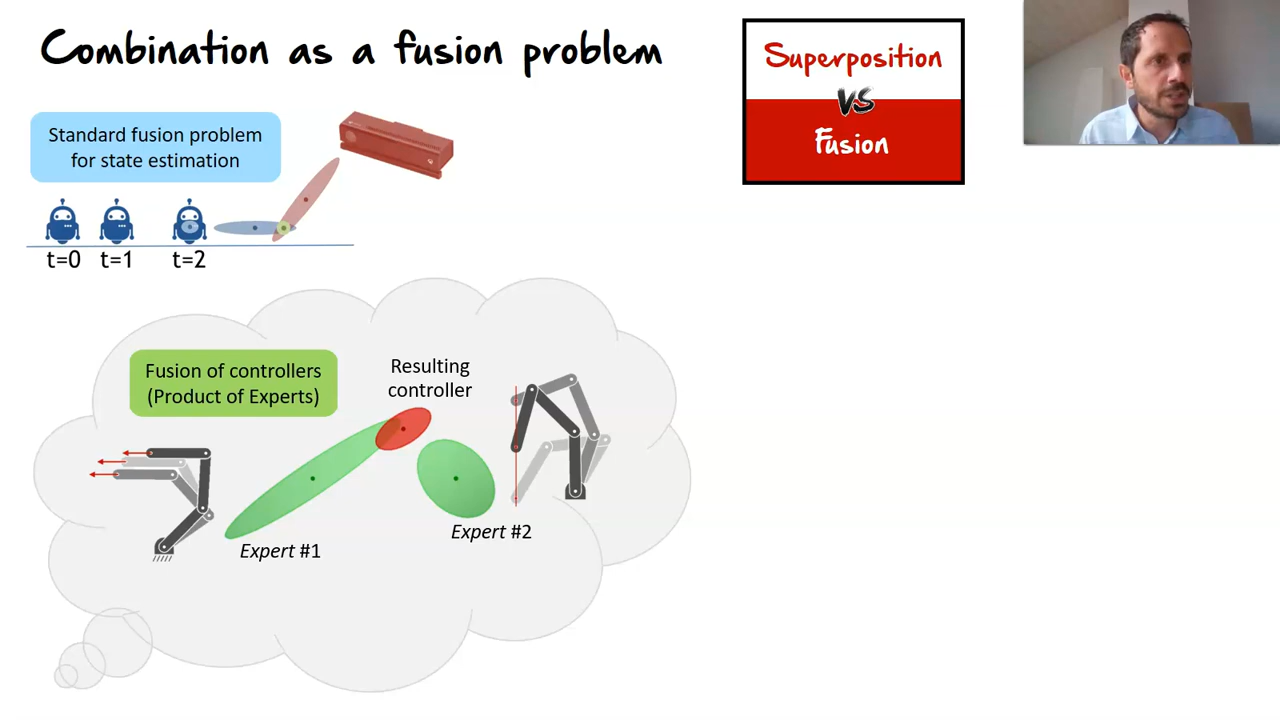 Combination as a fusion problem
Superposition
VS
Fusion
Standard fusion problem
for state estimation
t=0 t=1 t=2
Fusion of controllers
(Product of Experts)
Resulting
controller
Expert #1
Expert #2